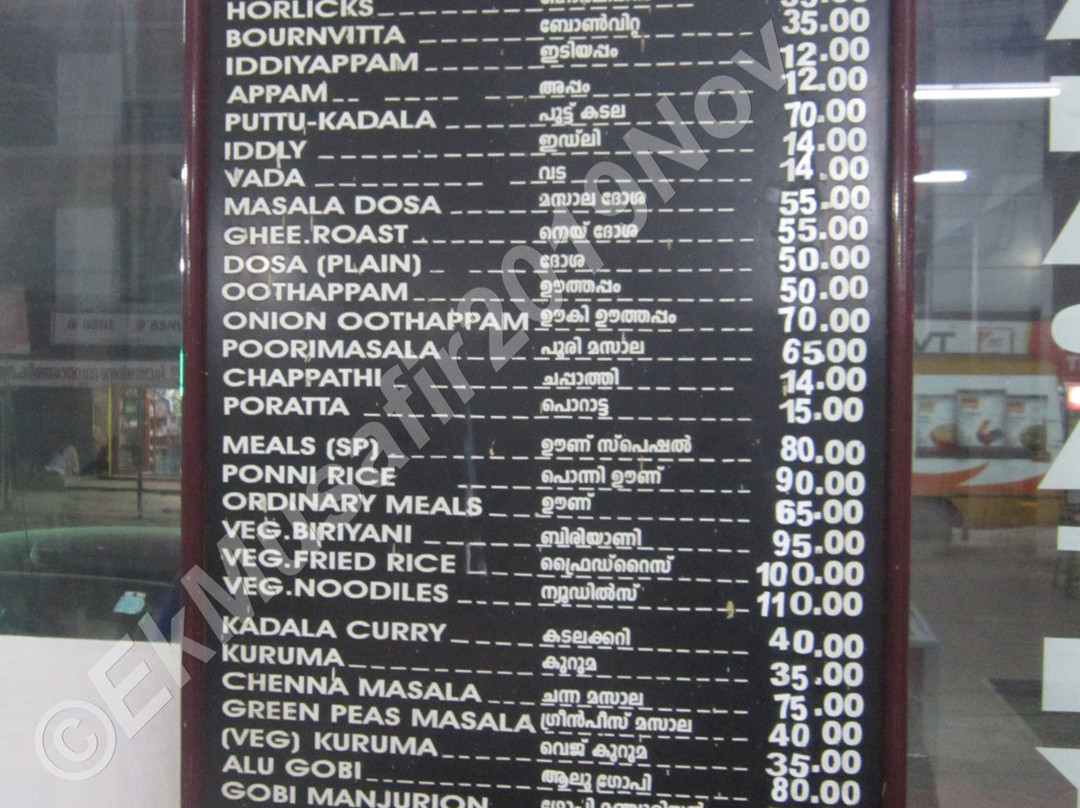 HORLICKS
BOURNVITTA ബോൺവിറ്റ 35.00
IDDIYAPPAM ഇടിയപ്പം 12.00
APPAM അപ്പം 12.00
PUTTU-KADALA പൂട്ട് കടല 70.00
IDDLY ഇഡ്ലി 14.00
VADA വട 14.00
MASALA DOSA മസാല ദോശ 55.00
GHEE.ROAST നെയ് ദോശ 55.00
DOSA (PLAIN) ദോശ 50.00
OOTHAPPAM ഊത്തപ്പം 50.00
ONION OOTHAPPAM ഊകി ഊത്തപ്പം 70.00
POORIMASALA പൂരി മസാല 65.00
CHAPPATHI ചപ്പാത്തി 14.00
PORATTA പൊറാട്ട 15.00
MEALS (SP) ഊണ് സ്പെഷൽ 80.00
PONNI RICE പൊന്നി ഊണ് 90.00
ORDINARY MEALS ഊണ് 65.00
VEG.BIRIYANI ബിരിയാണി 95.00
VEG.FRIED RICE ഫ്രൈഡ്റൈസ് 100.00
VEG.NOODILES ന്യൂഡിൽസ് 110.00
KADALA CURRY കടലക്കറി 40.00
KURUMA കുറുമ 35.00
CHENNA MASALA ചന്ന മസാല 75.00
GREEN PEAS MASALA ഗ്രീൻഫീസ് മസാല 40 00
(VEG) KURUMA വെജ് കുറുമ 35.00
ALU GOBI ആലൂ ഗോപി 80.00
GOBI MANJURION
©EkMusafir2019Nov